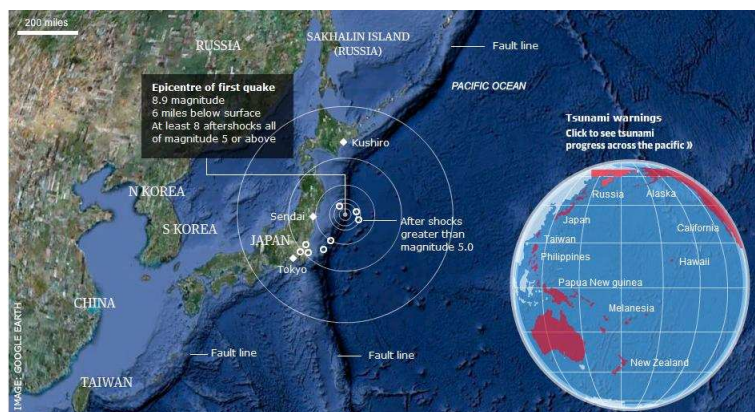 200 miles
RUSSIA
SAKHALIN ISLAND
(RUSSIA)
Fault line
PACIFIC OCEAN
Epicentre of first quake
8.9 magnitude
6 miles below surface
At least 8 aftershocks all
of magnitude 5 or above
Kushiro
N KOREA
S KOREA
Sendai
JAPAN
After shocks
greater than
magnitude 5.0
Tokyo
CHINA
Fault line
Fault line
TAIWAN
IMAGE: GOOGLE EARTH
Tsunami warnings
Click to see tsunami
progress across the pacific »
Russia
Alaska
Japan
California
Taiwan
Philippines
Hawaii
Papua New guinea
Melanesia
New Zealand